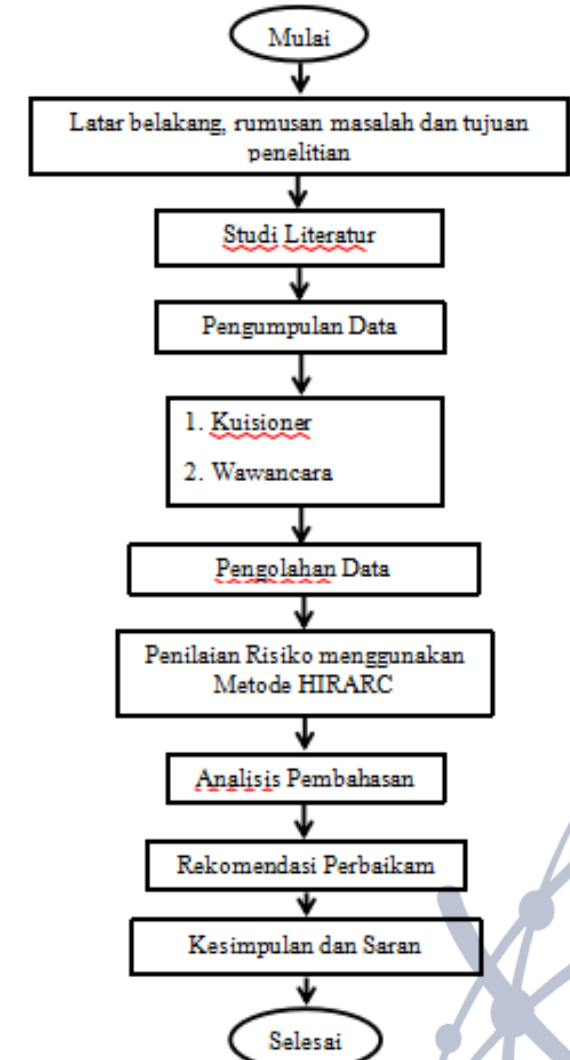 Mulai
Latar belakang, rumusan masalah dan tujuan
penelitian
Studi Literatur
Pengumpulan Data
1. Kuisioner
2. Wawancara
Pengolahan Data
Penilaian Risiko menggunakan
Metode HIRARC
Analisis Pembahasan
Rekomendasi Perbaikam
Kesimpulan dan Saran
Selesai